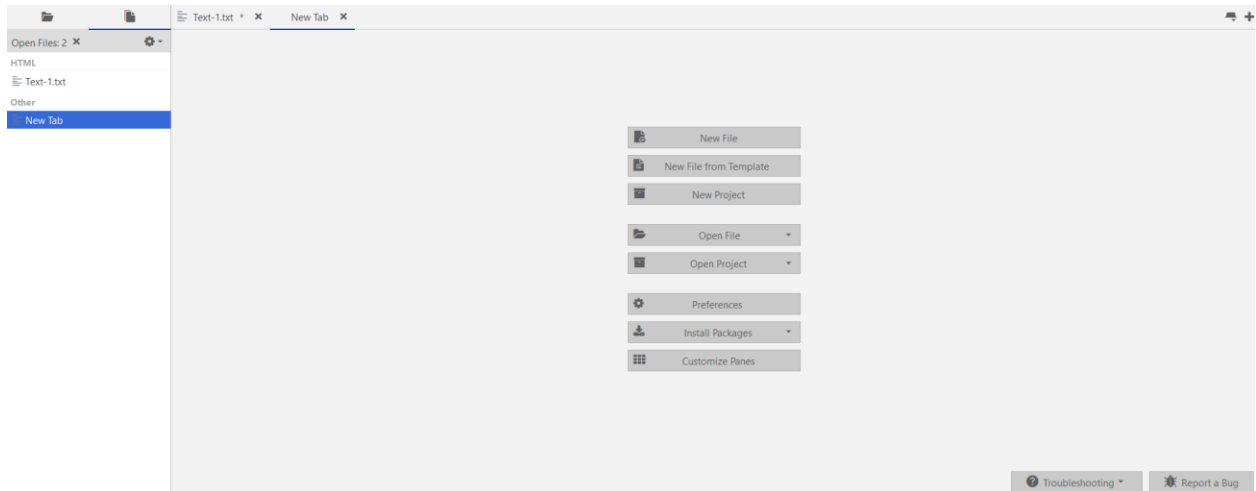 Text-1.txt *
New Tab
Open Files: 2
HTML
Text-1.txt
Other
New Tab
New File
New File from Template
New Project
Open File
Open Project
Preferences
Install Packages
Customize Panes
Troubleshooting
Report a Bug